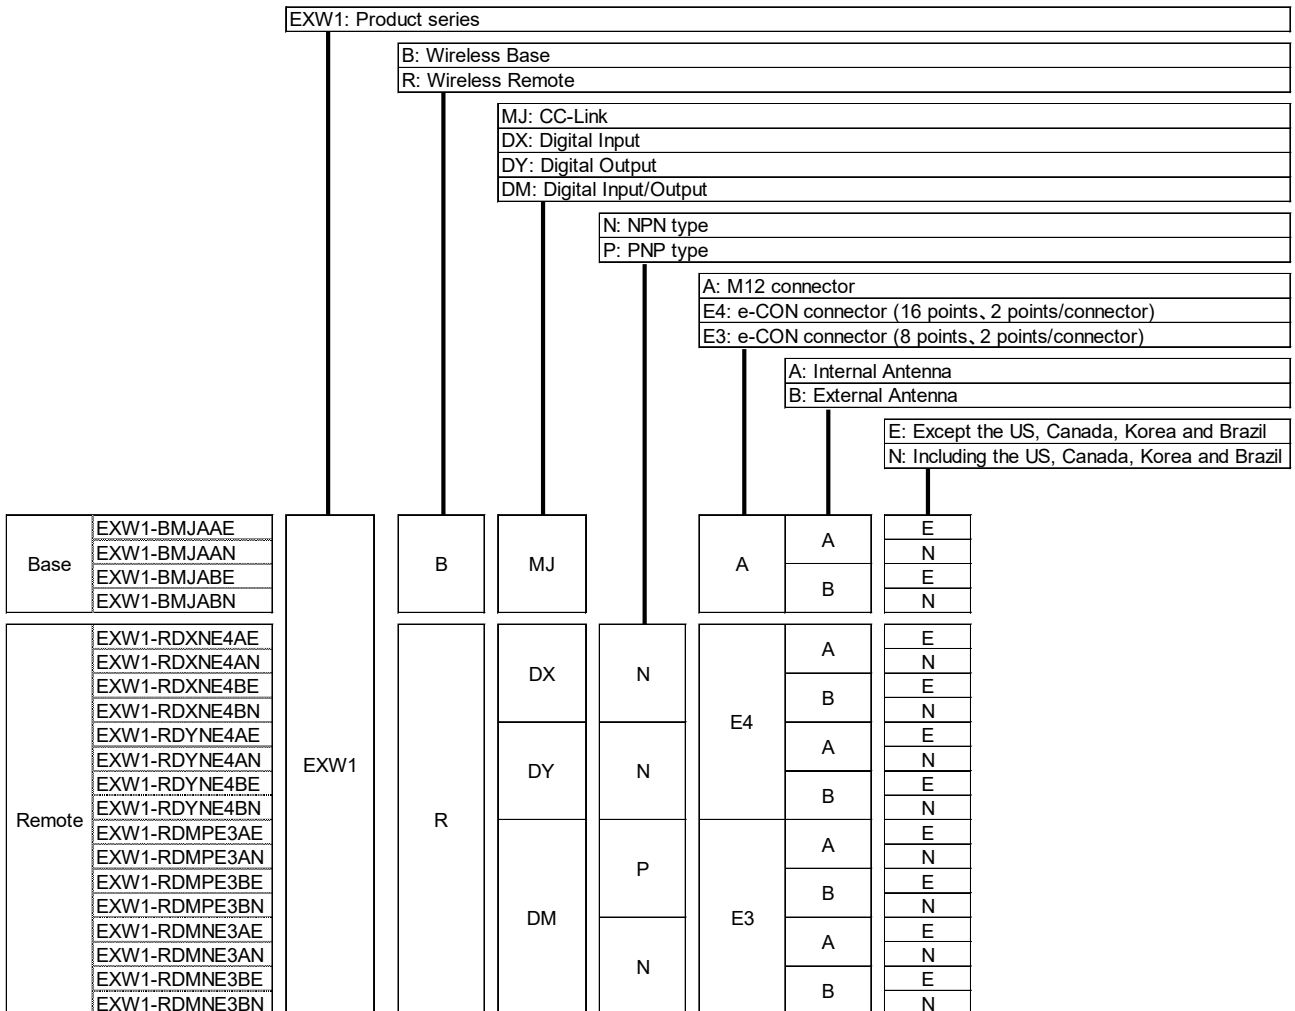 EXW1: Product series
B: Wireless Base
R: Wireless Remote
MJ: CC-Link
DX: Digital Input
DY: Digital Output
DM: Digital Input/Output
N: NPN type
P: PNP type
A: M12 connector
E4: e-CON connector (16 points、2 points/connector)
E3: e-CON connector (8 points、2 points/connector)
A: Internal Antenna
B: External Antenna
E: Except the US, Canada, Korea and Brazil
N: Including the US, Canada, Korea and Brazil
Base
EXW1-BMJAAE
EXW1-BMJAAN
EXW1-BMJABE
EXW1-BMJABN
B
MJ
A
A
B
E
N
E
N
Remote
EXW1-RDXNE4AE
EXW1-RDXNE4AN
EXW1-RDXNE4BE
EXW1-RDXNE4BN
EXW1-RDYNE4AE
EXW1-RDYNE4AN
EXW1-RDYNE4BE
EXW1-RDYNE4BN
EXW1-RDMPE3AE
EXW1-RDMPE3AN
EXW1-RDMPE3BE
EXW1-RDMPE3BN
EXW1-RDMNE3AE
EXW1-RDMNE3AN
EXW1-RDMNE3BE
EXW1-RDMNE3BN
EXW1
R
DX
DY
DM
N
N
P
N
E4
E3
A
B
A
B
A
B
A
B
E
N
E
N
E
N
E
N
E
N
E
N
E
N
E
N